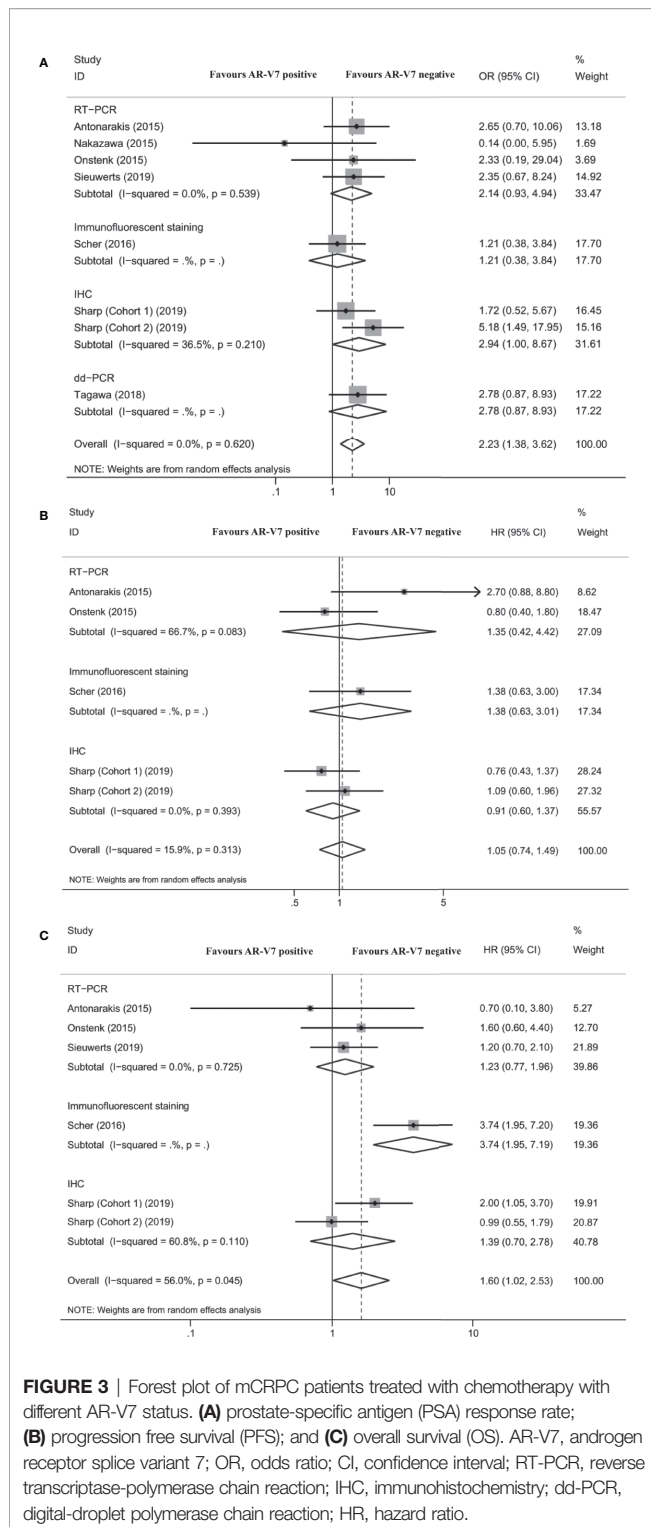 A
Study
%
ID Favours AR-V7 positive Favours AR-V7 negative OR (95% CI) Weight
RT−PCR
Antonarakis (2015) 2.65 (0.70, 10.06) 13.18
Nakazawa (2015) 0.14 (0.00, 5.95) 1.69
Onstenk (2015) 2.33 (0.19, 29.04) 3.69
Sieuwerts (2019) 2.35 (0.67, 8.24) 14.92
Subtotal (I−squared = 0.0%, p = 0.539) 2.14 (0.93, 4.94) 33.47
Immunofluorescent staining
Scher (2016) 1.21 (0.38, 3.84) 17.70
Subtotal (I−squared = .%, p = .) 1.21 (0.38, 3.84) 17.70
IHC
Sharp (Cohort 1) (2019) 1.72 (0.52, 5.67) 16.45
Sharp (Cohort 2) (2019) 5.18 (1.49, 17.95) 15.16
Subtotal (I−squared = 36.5%, p = 0.210) 2.94 (1.00, 8.67) 31.61
dd−PCR
Tagawa (2018) 2.78 (0.87, 8.93) 17.22
Subtotal (I−squared = .%, p = .) 2.78 (0.87, 8.93) 17.22
Overall (I−squared = 0.0%, p = 0.620) 2.23 (1.38, 3.62) 100.00
NOTE: Weights are from random effects analysis
.1 1 10
B
Study
%
ID Favours AR-V7 positive Favours AR-V7 negative HR (95% CI) Weight
RT−PCR
Antonarakis (2015) 2.70 (0.88, 8.80) 8.62
Onstenk (2015) 0.80 (0.40, 1.80) 18.47
Subtotal (I−squared = 66.7%, p = 0.083) 1.35 (0.42, 4.42) 27.09
Immunofluorescent staining
Scher (2016) 1.38 (0.63, 3.00) 17.34
Subtotal (I−squared = .%, p = .) 1.38 (0.63, 3.01) 17.34
IHC
Sharp (Cohort 1) (2019) 0.76 (0.43, 1.37) 28.24
Sharp (Cohort 2) (2019) 1.09 (0.60, 1.96) 27.32
Subtotal (I−squared = 0.0%, p = 0.393) 0.91 (0.60, 1.37) 55.57
Overall (I−squared = 15.9%, p = 0.313) 1.05 (0.74, 1.49) 100.00
NOTE: Weights are from random effects analysis
.5 1 5
C
Study
%
ID Favours AR-V7 positive Favours AR-V7 negative HR (95% CI) Weight
RT−PCR
Antonarakis (2015) 0.70 (0.10, 3.80) 5.27
Onstenk (2015) 1.60 (0.60, 4.40) 12.70
Sieuwerts (2019) 1.20 (0.70, 2.10) 21.89
Subtotal (I−squared = 0.0%, p = 0.725) 1.23 (0.77, 1.96) 39.86
Immunofluorescent staining
Scher (2016) 3.74 (1.95, 7.20) 19.36
Subtotal (I−squared = .%, p = .) 3.74 (1.95, 7.19) 19.36
IHC
Sharp (Cohort 1) (2019) 2.00 (1.05, 3.70) 19.91
Sharp (Cohort 2) (2019) 0.99 (0.55, 1.79) 20.87
Subtotal (I−squared = 60.8%, p = 0.110) 1.39 (0.70, 2.78) 40.78
Overall (I−squared = 56.0%, p = 0.045) 1.60 (1.02, 2.53) 100.00
NOTE: Weights are from random effects analysis
.1 1 10
FIGURE 3 | Forest plot of mCRPC patients treated with chemotherapy with
different AR-V7 status. (A) prostate-specific antigen (PSA) response rate;
(B) progression free survival (PFS); and (C) overall survival (OS). AR-V7, androgen
receptor splice variant 7; OR, odds ratio; CI, confidence interval; RT-PCR, reverse
transcriptase-polymerase chain reaction; IHC, immunohistochemistry; dd-PCR,
digital-droplet polymerase chain reaction; HR, hazard ratio.